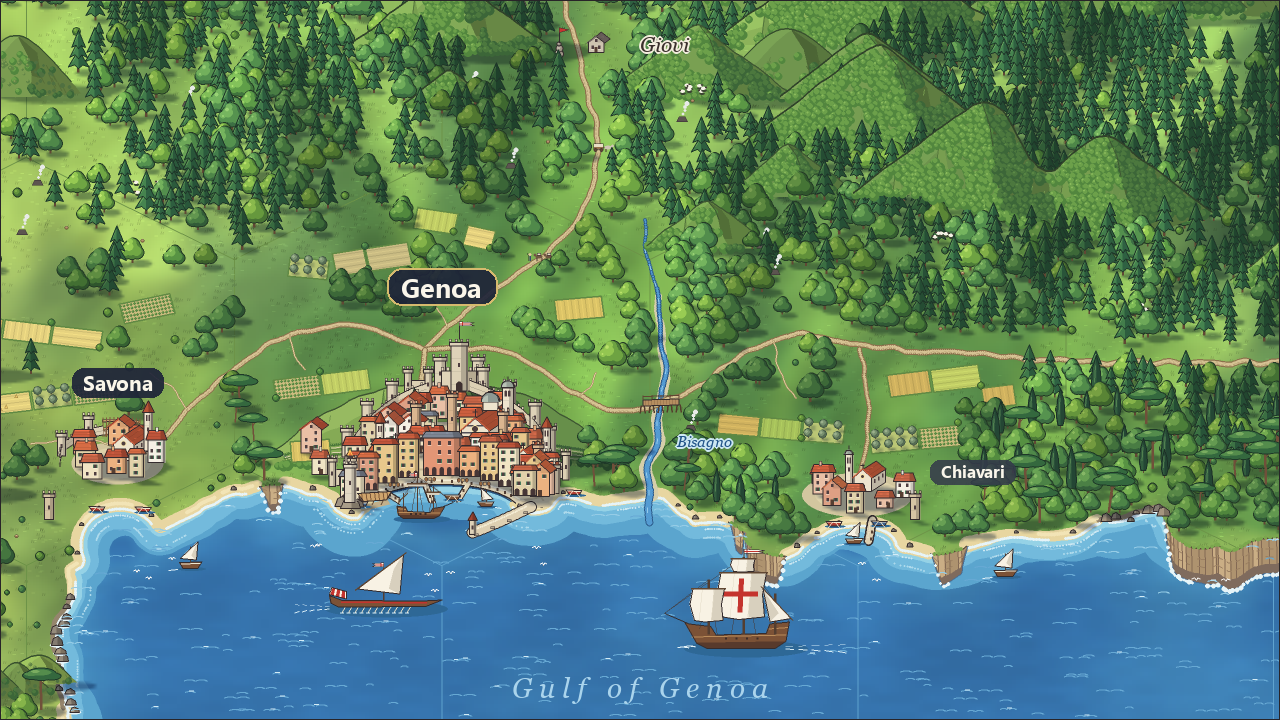 Giovi
Genoa
Savona
Bisagno
Chiavari
Gulf of Genoa